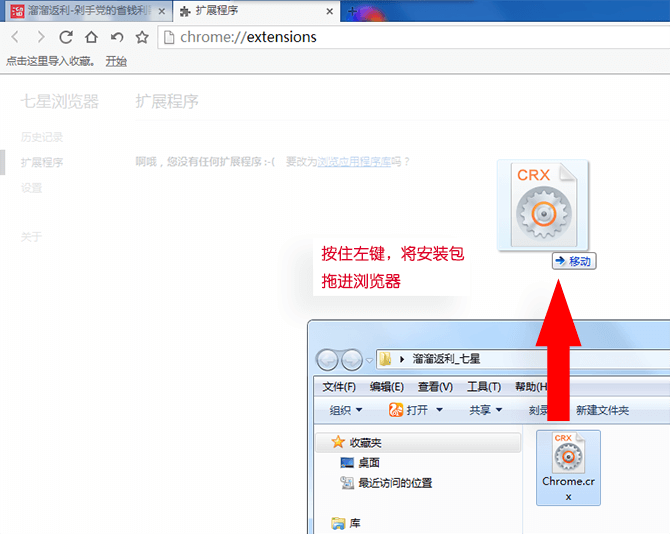 溜溜返利-剁手党的省钱利
扩展程序
chrome://extensions
点击这里导入收藏。 开始
七星浏览器
扩展程序
历史记录
扩展程序
设置
关于
啊哦，您没有任何扩展程序 :-( 要改为浏览应用程序库吗？
CRX
移动
按住左键，将安装包
拖进浏览器
溜溜返利_七星
文件(F) 编辑(E) 查看(V) 工具(T) 帮助(H
组织 打开 共享 刻录 新建文件夹
收藏夹
桌面
最近访问的位置
库
CRX
Chrome.cr
x